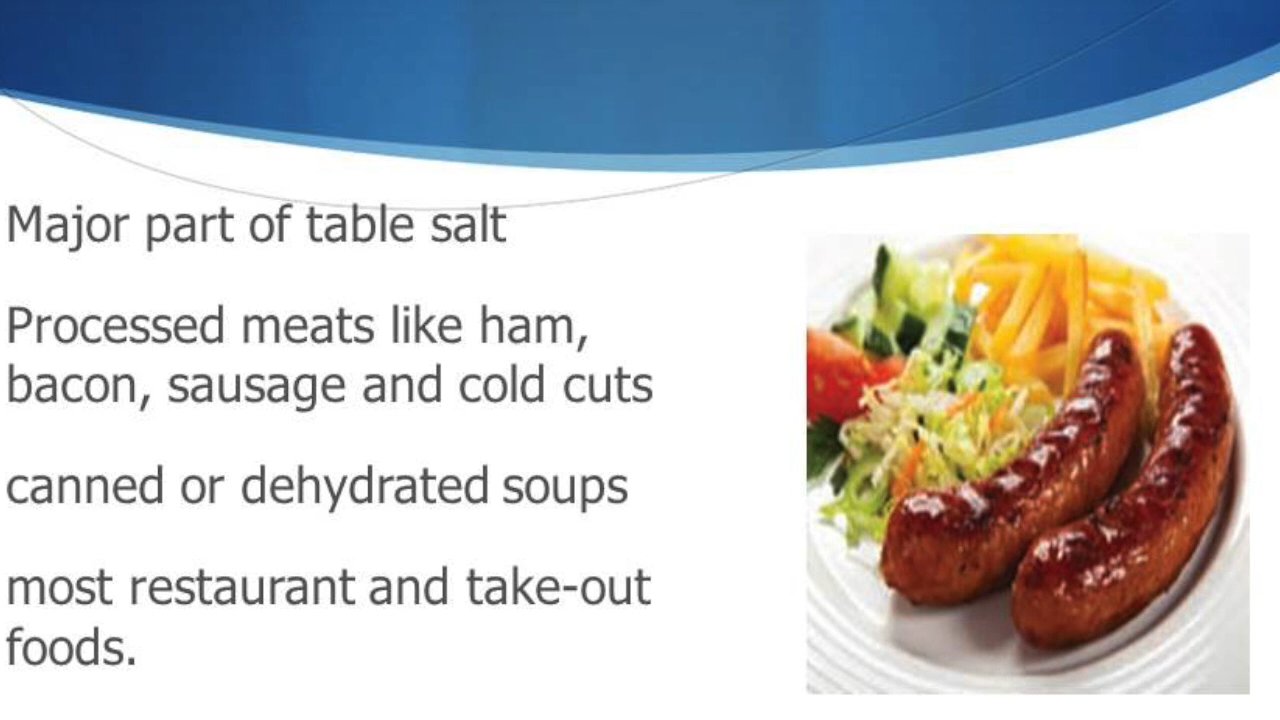 Major part of table salt
Processed meats like ham,
bacon, sausage and cold cuts
canned or dehydrated soups
most restaurant and take-out
foods.